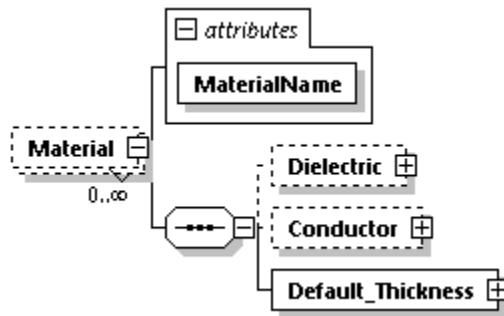 attributes
MaterialName
Material
0..∞
Dielectric
Conductor
Default_Thickness